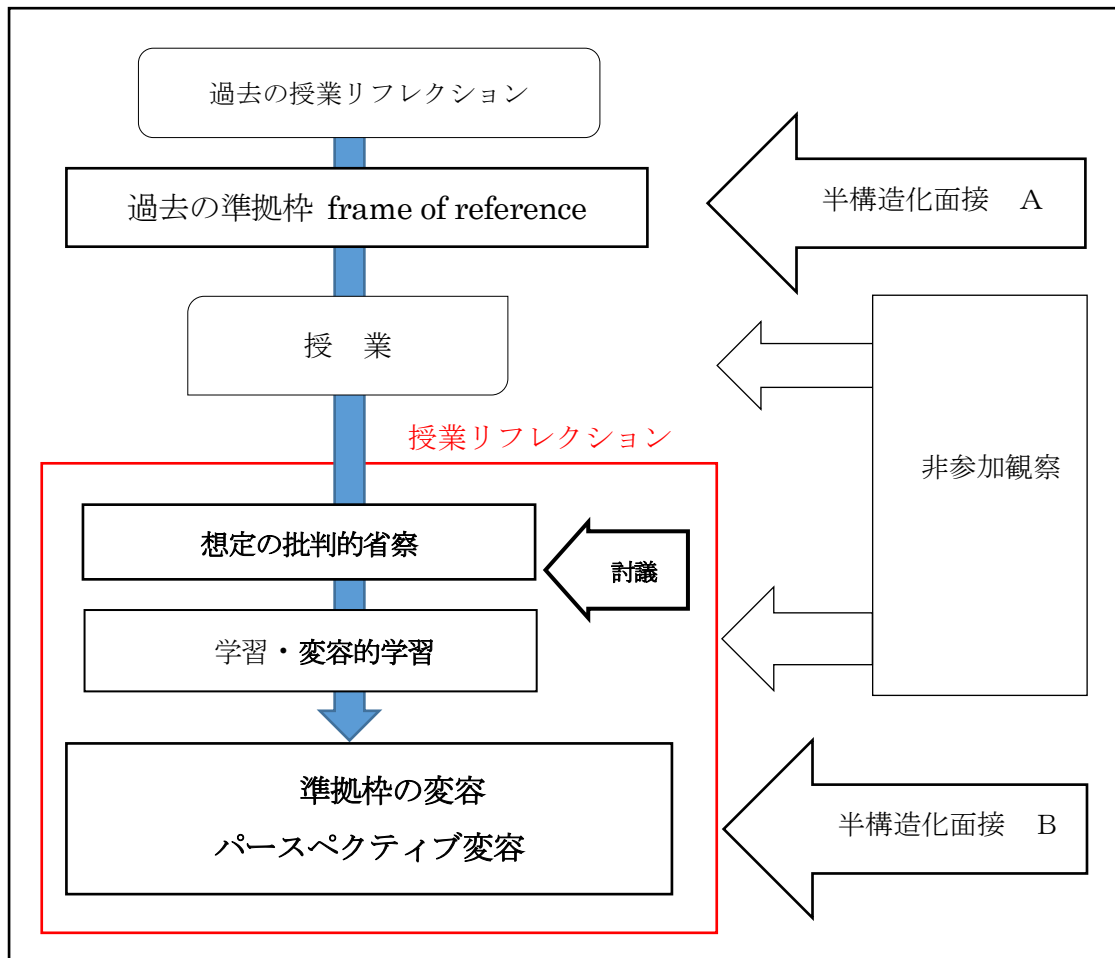 過去の授業リフレクション
過去の準拠枠 frame of reference
半構造化面接　A
授　業
授業リフレクション
非参加観察
想定の批判的省察
討議
学習・変容的学習
準拠枠の変容
パースペクティブ変容
半構造化面接　B